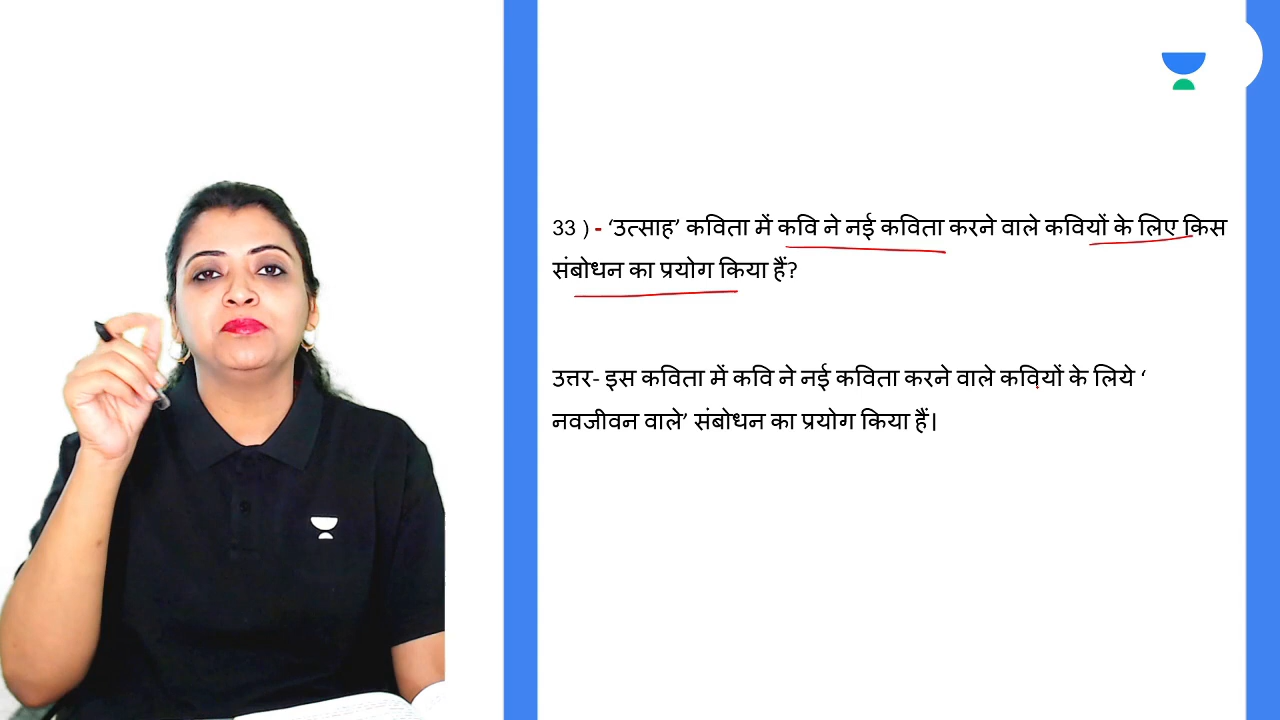 33 ) - ‘उत्साह’ कविता में कवि ने नई कविता करने वाले कवियों के लिए किस
संबोधन का प्रयोग किया हैं?
उत्तर- इस कविता में कवि ने नई कविता करने वाले कवियों के लिये ‘
नवजीवन वाले’ संबोधन का प्रयोग किया हैं|